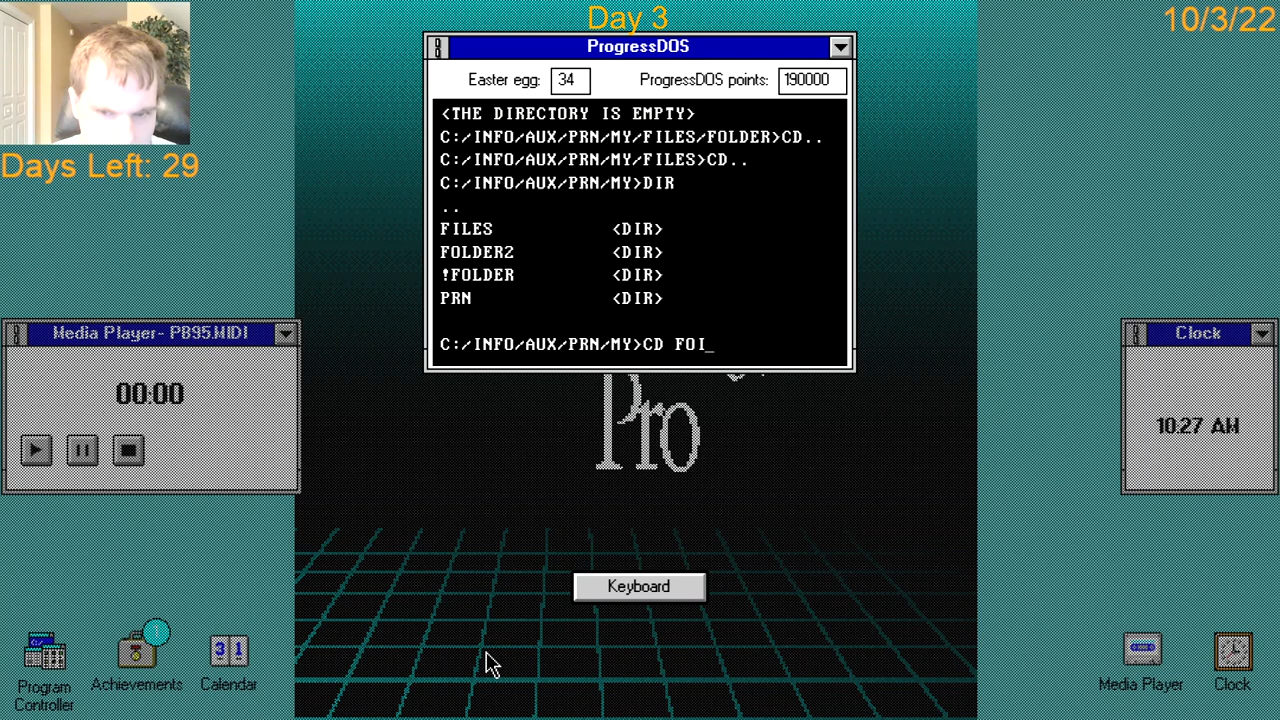 Day 3
10/3/22
ProgressDOS
Easter egg: 34 ProgressDOS points: 190000
<THE DIRECTORY IS EMPTY>
C:/INFO/AUX/PRN/MY/FILES/FOLDER>CD..
C:/INFO/AUX/PRN/MY/FILES>CD..
C:/INFO/AUX/PRN/MY>DIR
..
FILES <DIR>
FOLDER2 <DIR>
!FOLDER <DIR>
PRN <DIR>
C:/INFO/AUX/PRN/MY>CD FOI_
Days Left: 29
Media Player- PB95.MIDI
00:00
Clock
10:27 AM
Pro
Keyboard
Program
Controller
Achievements
1
Calendar
3 1
Media Player
Clock